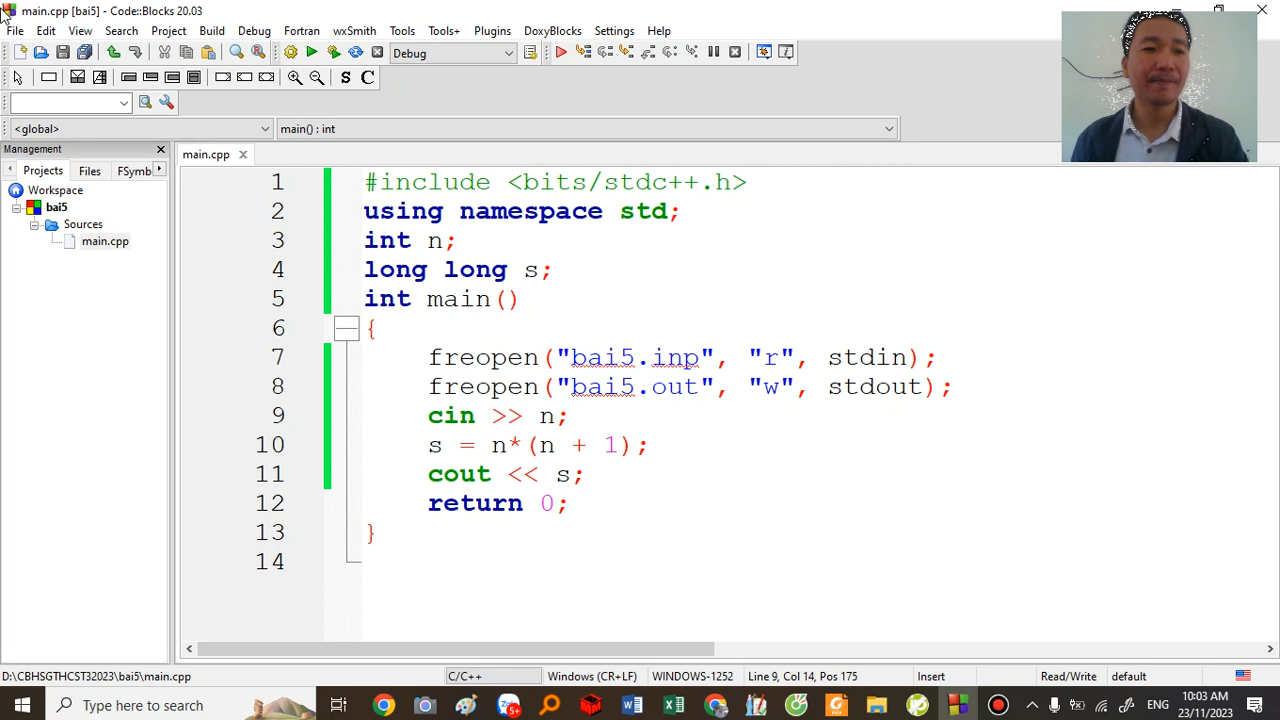 main.cpp [bai5] - Code::Blocks 20.03
File Edit View Search Project Build Debug Fortran wxSmith Tools Tools+ Plugins DoxyBlocks Settings Help
Debug
S C
<global> main() : int
Management
Projects Files FSymb
main.cpp
Workspace
bai5
Sources
main.cpp
1 #include <bits/stdc++.h>
2 using namespace std;
3 int n;
4 long long s;
5 int main()
6 {
7 freopen("bai5.inp", "r", stdin);
8 freopen("bai5.out", "w", stdout);
9 cin >> n;
10 s = n*(n + 1);
11 cout << s;
12 return 0;
13 }
14
D:\CBHSGTHCST32023\bai5\main.cpp C/C++ Windows (CR+LF) WINDOWS-1252 Line 9, Col 14, Pos 175 Insert Read/Write default
Type here to search 5+ ENG 10:03 AM
23/11/2023